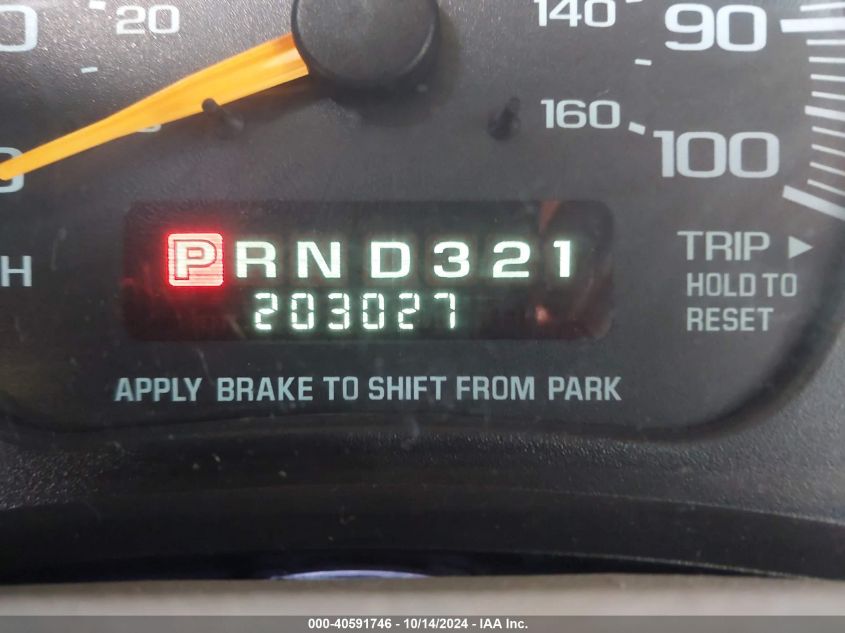 20
140
90
160
100
H
PRND321
203027
TRIP ▶
HOLD TO
RESET
APPLY BRAKE TO SHIFT FROM PARK
000-40591746 - 10/14/2024 - IAA Inc.